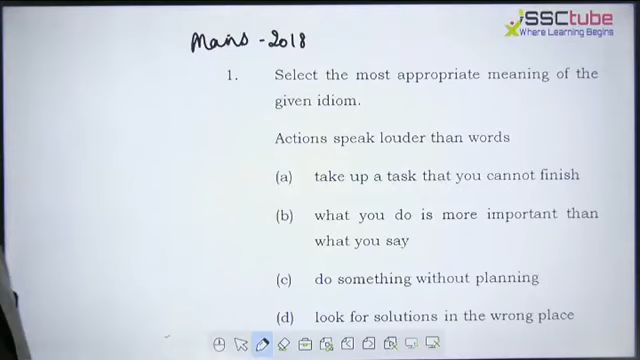 SSCtube
Where Learning Begins
Mains - 2018
1. Select the most appropriate meaning of the
given idiom.
Actions speak louder than words
(a) take up a task that you cannot finish
(b) what you do is more important than
what you say
(c) do something without planning
(d) look for solutions in the wrong place